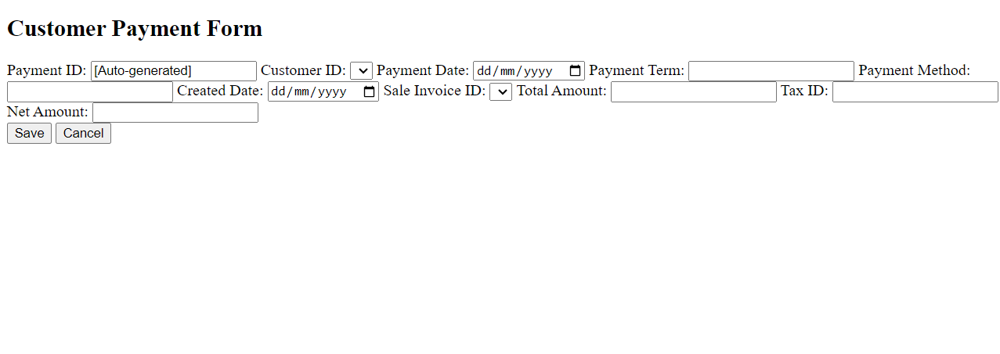 Customer Payment Form
Payment ID: [Auto-generated] Customer ID: Payment Date: dd/mm/yyyy Payment Term: Payment Method:
Created Date: dd/mm/yyyy Sale Invoice ID: Total Amount: Tax ID:
Net Amount:
Save Cancel